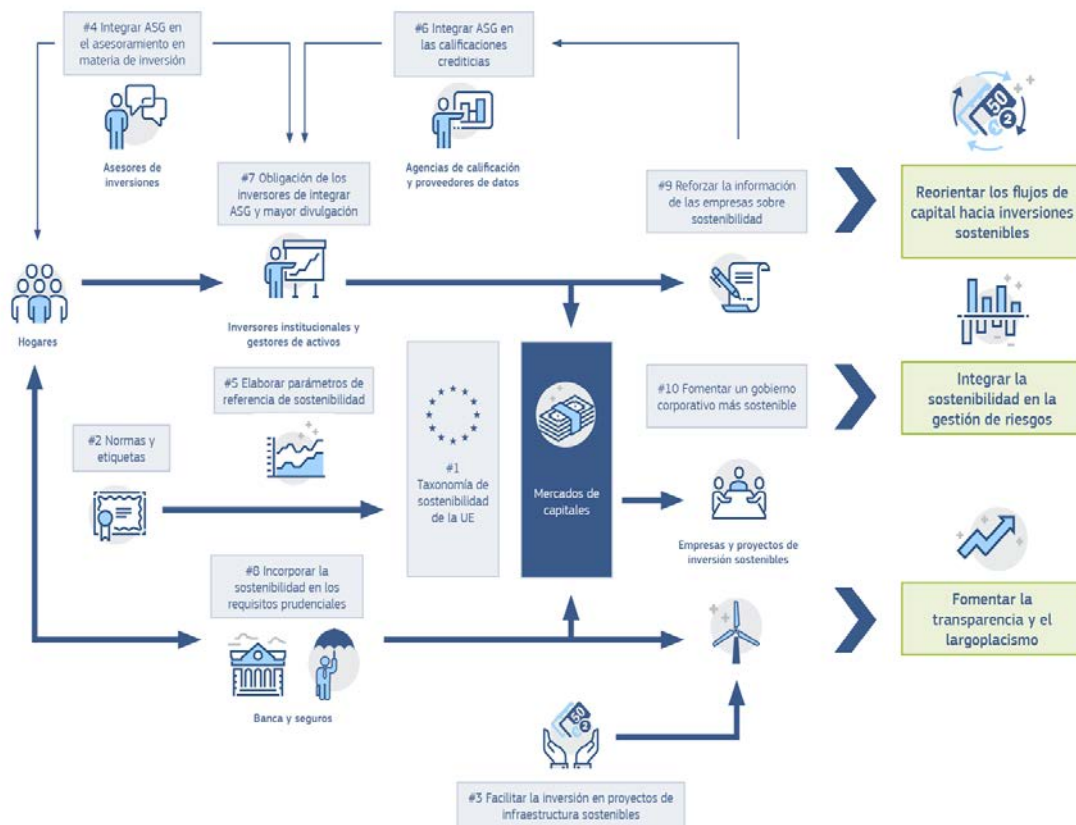 #4 Integrar ASG en
el asesoramiento en
materia de inversión
Asesores de
inversiones
#6 Integrar ASG en
las calificaciones
crediticias
Agencias de calificación
y proveedores de datos
#7 Obligación de los
inversores de integrar
ASG y mayor divulgación
Inversores institucionales y
gestores de activos
#9 Reforzar la información
de las empresas sobre
sostenibilidad
50
2
Reorientar los flujos de
capital hacia inversiones
sostenibles
Hogares
#5 Elaborar parámetros de
referencia de sostenibilidad
#2 Normas y
etiquetas
#1
Taxonomía de
sostenibilidad
de la UE
Mercados de
capitales
#10 Fomentar un gobierno
corporativo más sostenible
Integrar la
sostenibilidad en la
gestión de riesgos
Empresas y proyectos de
inversión sostenibles
#8 Incorporar la
sostenibilidad en los
requisitos prudenciales
Banca y seguros
Fomentar la
transparencia y el
largoplacismo
50
2
#3 Facilitar la inversión en proyectos de
infraestructura sostenibles